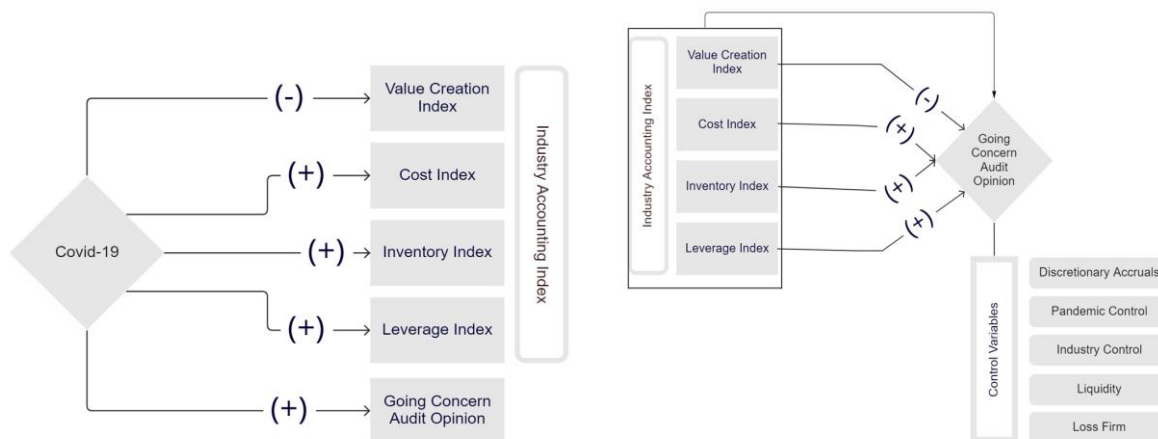 (-)
Value Creation
Index
(+)
Cost Index
Covid-19
(+)
Inventory Index
(+)
Leverage Index
(+)
Going Concern
Audit Opinion
Industry Accounting Index
Industry Accounting Index
Value Creation
Index
(-)
Cost Index
(+)
Inventory Index
(+)
Leverage Index
(+)
Going
Concern
Audit
Opinion
Control Variables
Discretionary Accruals
Pandemic Control
Industry Control
Liquidity
Loss Firm